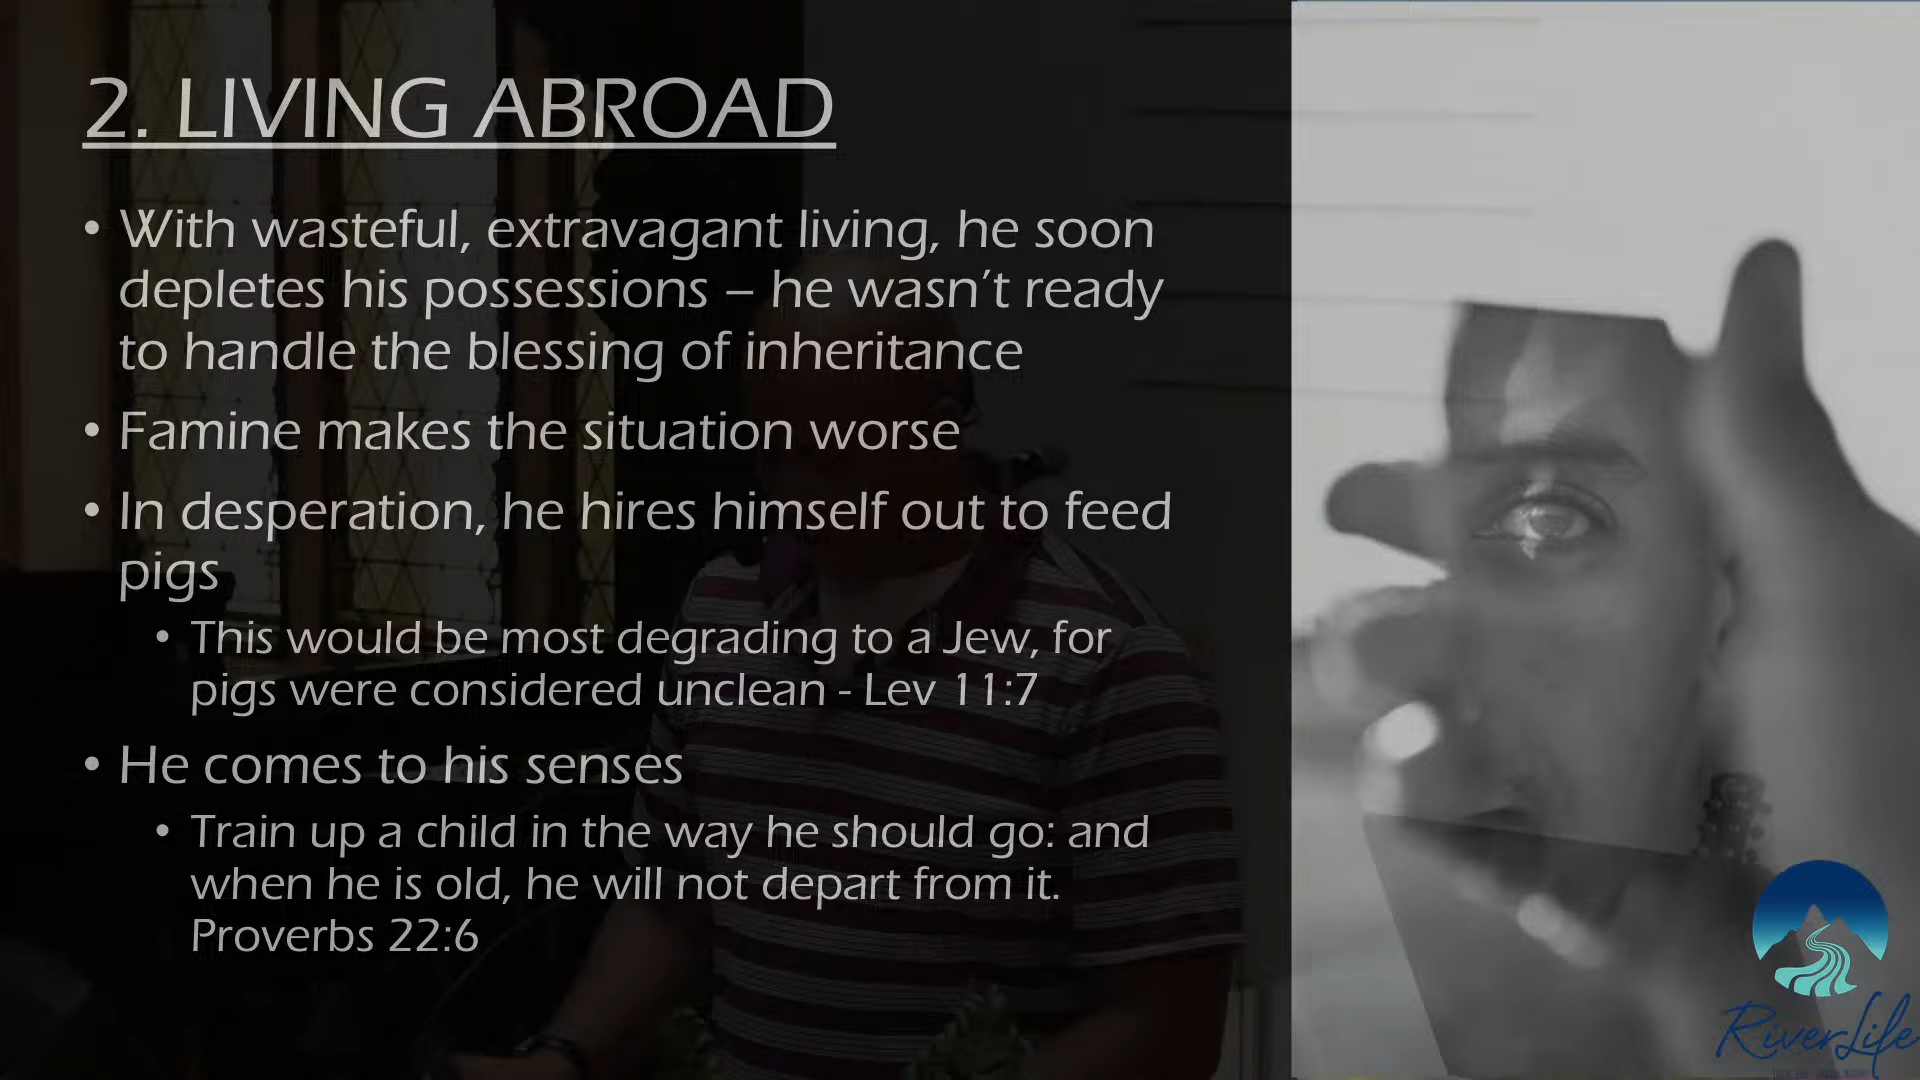 2. LIVING ABROAD
• With wasteful, extravagant living, he soon
depletes his possessions – he wasn't ready
to handle the blessing of inheritance
• Famine makes the situation worse
• In desperation, he hires himself out to feed
pigs
• This would be most degrading to a Jew, for
pigs were considered unclean - Lev 11:7
• He comes to his senses
• Train up a child in the way he should go: and
when he is old, he will not depart from it.
Proverbs 22:6
RiverLife